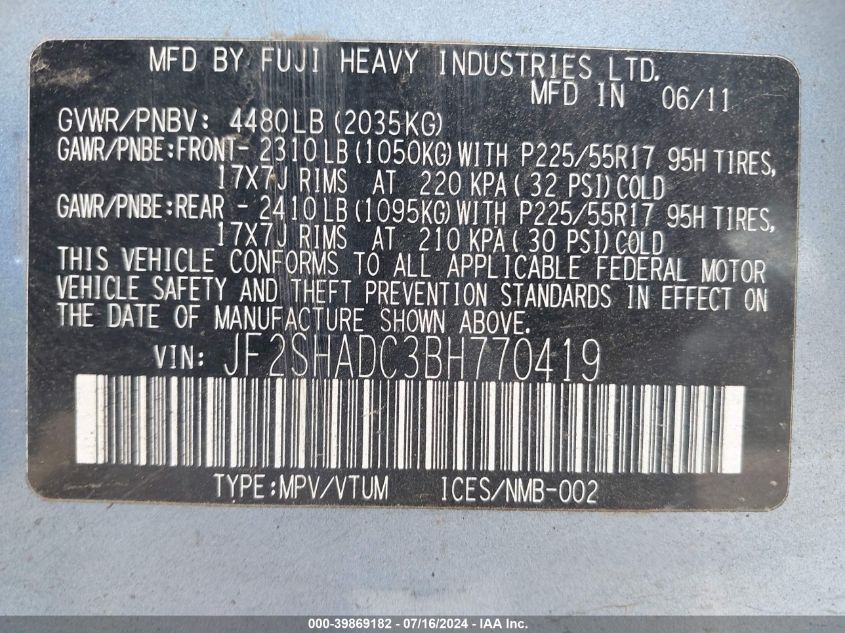 MFD BY FUJI HEAVY INDUSTRIES LTD.
MFD IN 06/11
GVWR/PNBV: 4480LB(2035KG)
GAWR/PNBE:FRONT- 2310LB(1050KG)WITH P225/55R17 95H TIRES,
17X7J RIMS AT 220 KPA( 32 PSI)COLD
GAWR/PNBE:REAR - 2410LB(1095KG)WITH P225/55R17 95H TIRES,
17X7J RIMS AT 210 KPA( 30 PSI)COLD
THIS VEHICLE CONFORMS TO ALL APPLICABLE FEDERAL MOTOR
VEHICLE SAFETY AND THEFT PREVENTION STANDARDS IN EFFECT ON
THE DATE OF MANUFACTURE SHOWN ABOVE.
VIN: JF2SHADC3BH770419
TYPE:MPV/VTUM ICES/NMB-002
000-39869182 - 07/16/2024 - IAA Inc.